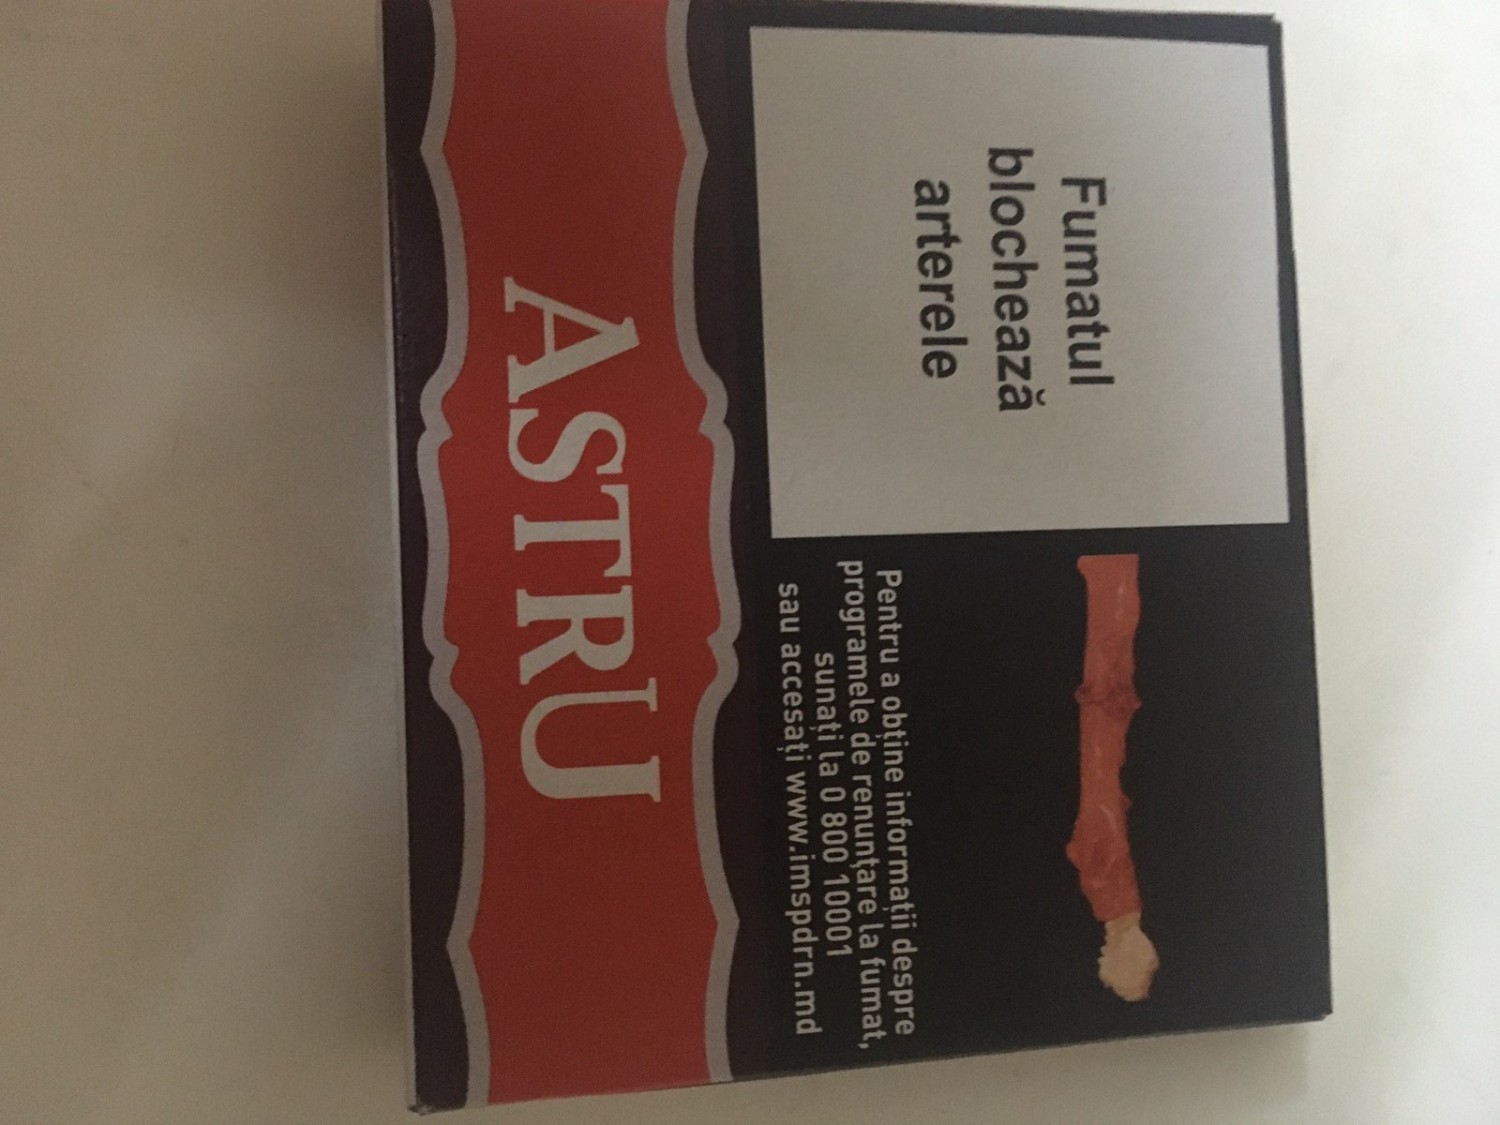 Fumatul
blochează
arterele
Pentru a obține informații despre
programele de renunțare la fumat,
sunați la 0 800 10001
sau accesați www.imspdrn.md
ASTRU